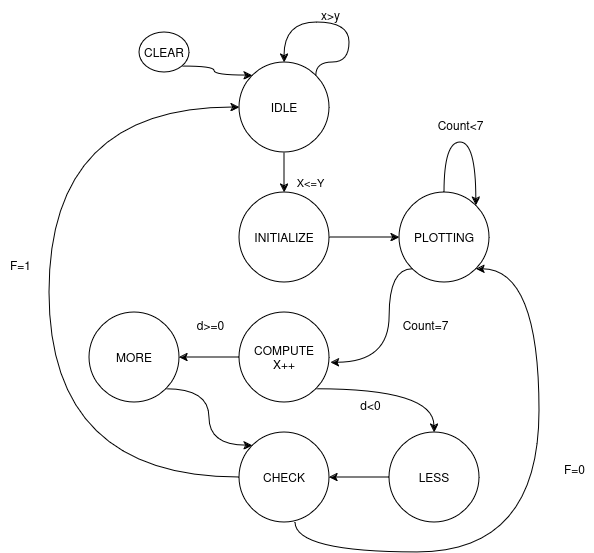 x>y
CLEAR
IDLE
Count<7
X<=Y
INITIALIZE
PLOTTING
F=1
d>=0
Count=7
MORE
COMPUTE
X++
d<0
CHECK
LESS
F=0